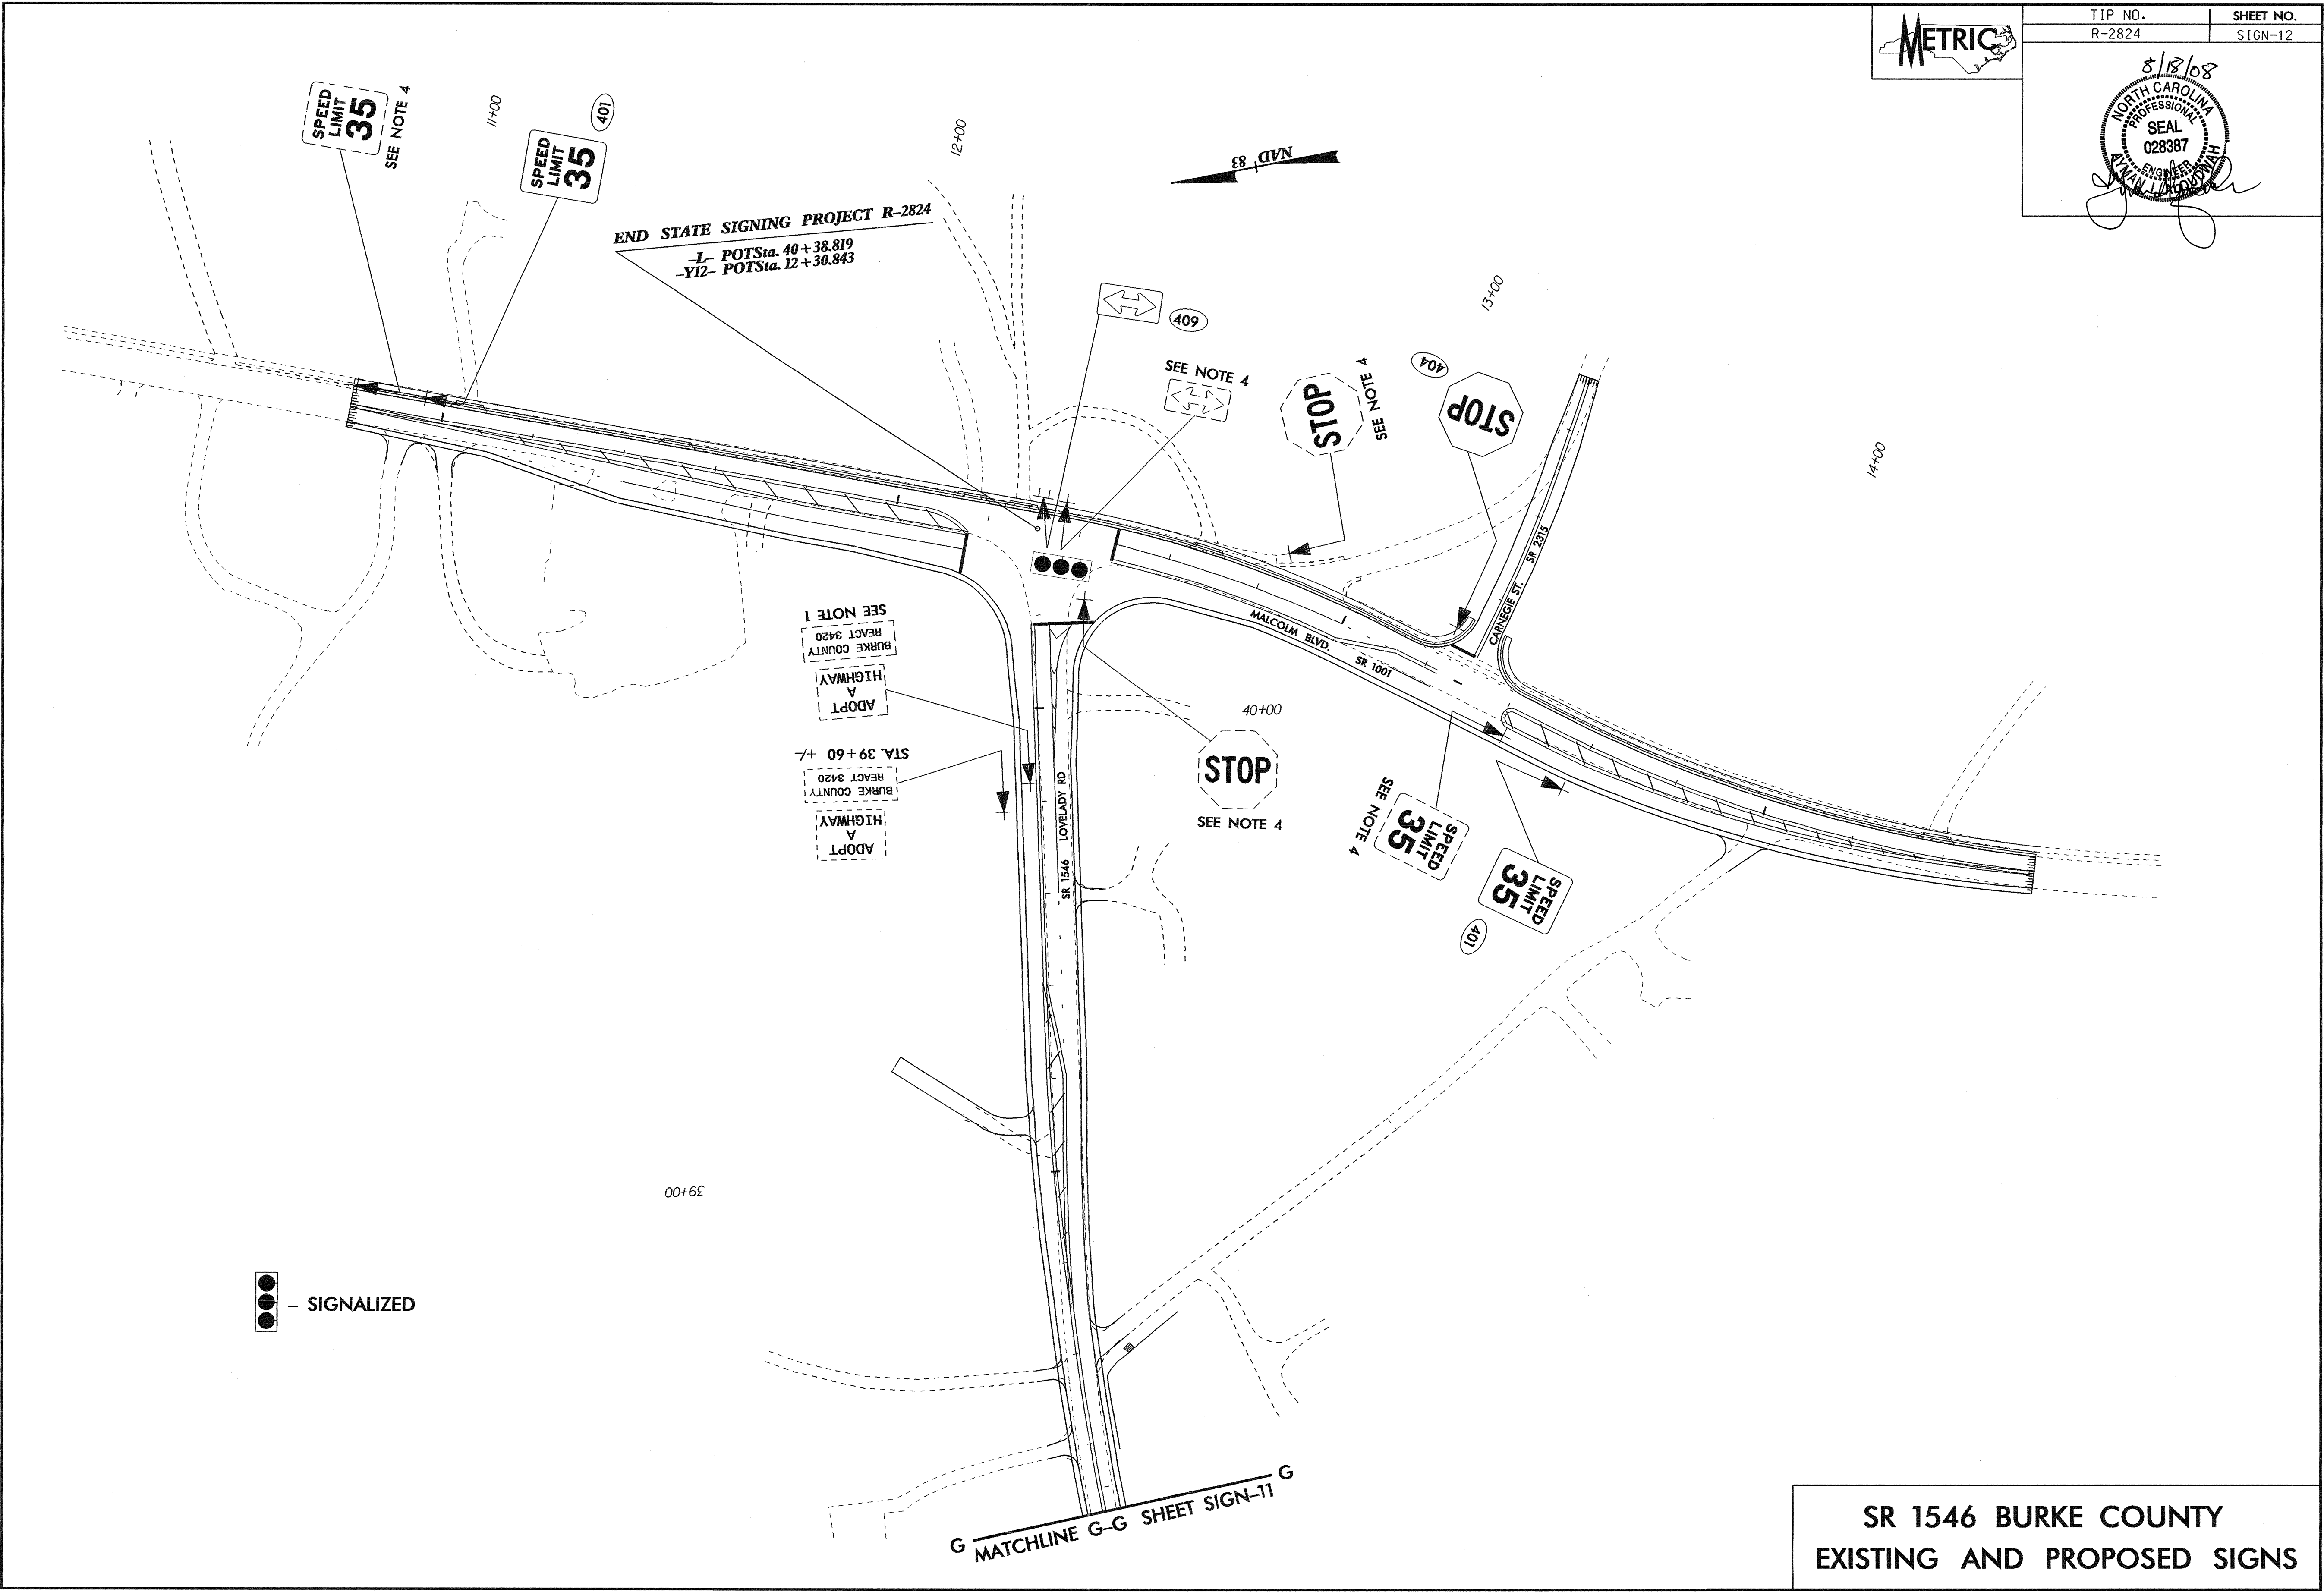 METRIC
TIP NO.
SHEET NO.
R-2824
SIGN-12
8/18/08
NORTH CAROLINA
PROFESSIONAL
SEAL
028387
ENGINEER
SPEED
LIMIT
35
SEE NOTE 4
11+00
SPEED
LIMIT
35
401
12+00
NAD 83
END STATE SIGNING PROJECT R-2824
-L- POTSta. 40+38.819
-Y12- POTSta. 12+30.843
409
SEE NOTE 4
STOP
SEE NOTE 4
404
STOP
13+00
14+00
CARNEGIE ST. SR 2315
MALCOLM BLVD. SR 1001
ADOPT
A
HIGHWAY
BURKE COUNTY
REACT 3420
SEE NOTE 1
ADOPT
A
HIGHWAY
BURKE COUNTY
REACT 3420
STA. 39+60 +/-
SR 1546 LOVELADY RD
40+00
STOP
SEE NOTE 4
SPEED
LIMIT
35
SEE NOTE 4
SPEED
LIMIT
35
401
39+00
- SIGNALIZED
G G
MATCHLINE G-G SHEET SIGN-11
SR 1546 BURKE COUNTY
EXISTING AND PROPOSED SIGNS